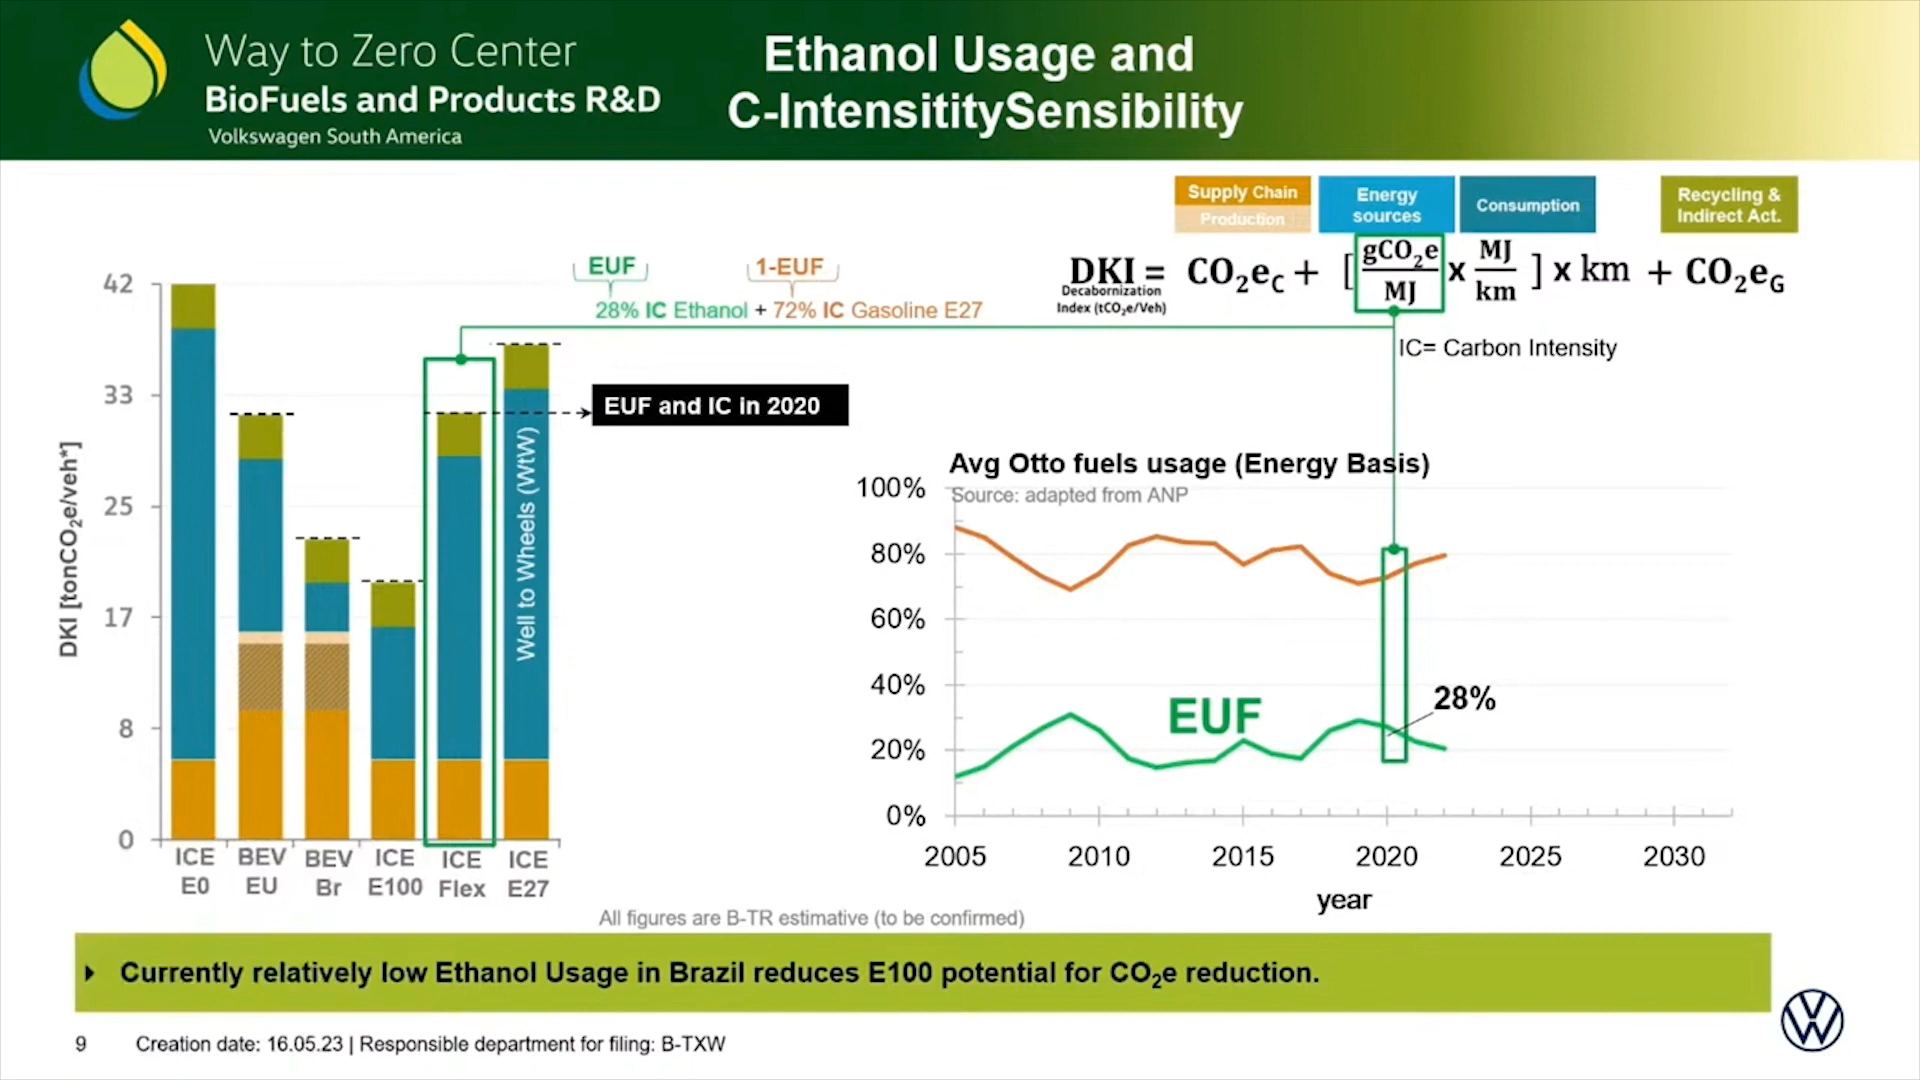 Way to Zero Center
BioFuels and Products R&D
Volkswagen South America
Ethanol Usage and
C-IntensititySensibility
Supply Chain
Production
Energy
sources
Consumption
Recycling &
Indirect Act.
DKI = CO₂e_C + [ gCO₂e/MJ x MJ/km ] x km + CO₂e_G
Decabornization
Index (tCO₂e/Veh)
IC= Carbon Intensity
EUF
1-EUF
28% IC Ethanol + 72% IC Gasoline E27
EUF and IC in 2020
DKI [tonCO₂e/veh*]
42
33
25
17
8
0
Well to Wheels (WtW)
ICE E0
BEV EU
BEV Br
ICE E100
ICE Flex
ICE E27
Avg Otto fuels usage (Energy Basis)
Source: adapted from ANP
100%
80%
60%
40%
20%
0%
EUF
28%
2005 2010 2015 2020 2025 2030
year
All figures are B-TR estimative (to be confirmed)
Currently relatively low Ethanol Usage in Brazil reduces E100 potential for CO₂e reduction.
9 Creation date: 16.05.23 | Responsible department for filing: B-TXW